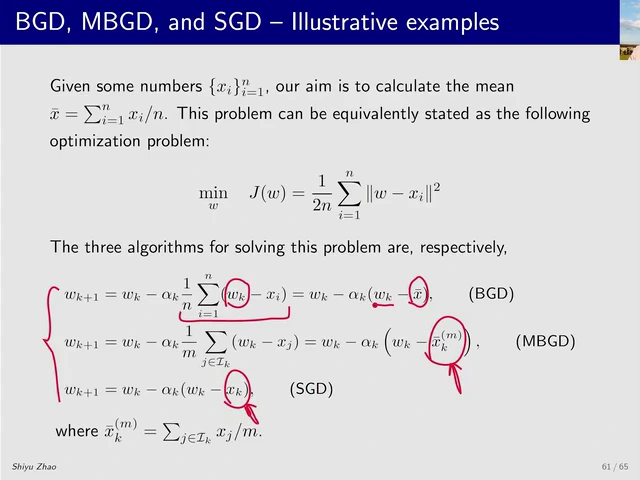 BGD, MBGD, and SGD – Illustrative examples
Given some numbers {x_i}_{i=1}^n, our aim is to calculate the mean
x̄ = ∑_{i=1}^n x_i/n. This problem can be equivalently stated as the following
optimization problem:
min_w J(w) = \frac{1}{2n} ∑_{i=1}^n ‖w − x_i‖^2
The three algorithms for solving this problem are, respectively,
w_{k+1} = w_k − α_k \frac{1}{n} ∑_{i=1}^n (w_k − x_i) = w_k − α_k(w_k − x̄), (BGD)
w_{k+1} = w_k − α_k \frac{1}{m} ∑_{j∈I_k} (w_k − x_j) = w_k − α_k (w_k − x̄_k^{(m)}), (MBGD)
w_{k+1} = w_k − α_k(w_k − x_k), (SGD)
where x̄_k^{(m)} = ∑_{j∈I_k} x_j/m.
Shiyu Zhao 61 / 65